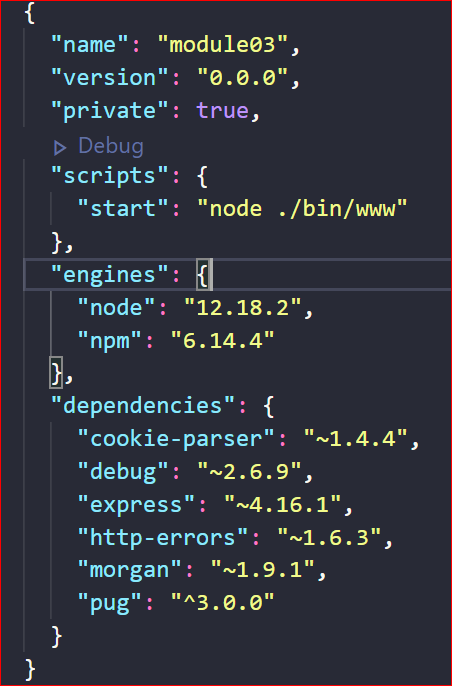 {
  "name": "module03",
  "version": "0.0.0",
  "private": true,
  Debug
  "scripts": {
    "start": "node ./bin/www"
  },
  "engines": {
    "node": "12.18.2",
    "npm": "6.14.4"
  },
  "dependencies": {
    "cookie-parser": "~1.4.4",
    "debug": "~2.6.9",
    "express": "~4.16.1",
    "http-errors": "~1.6.3",
    "morgan": "~1.9.1",
    "pug": "^3.0.0"
  }
}